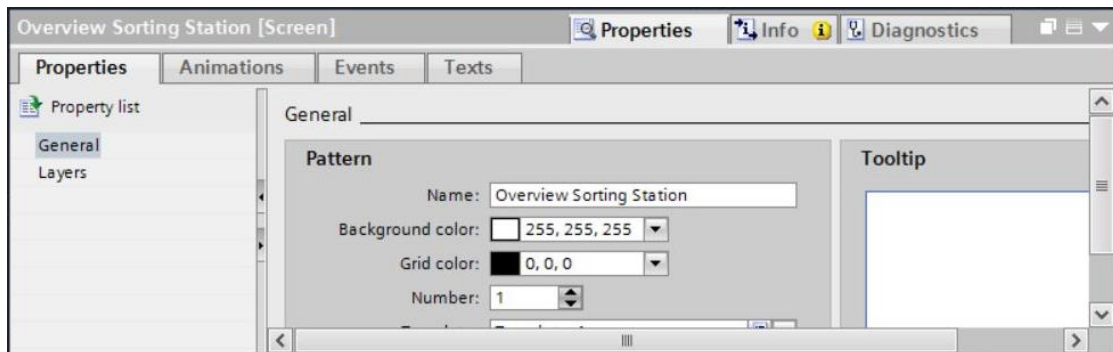 Overview Sorting Station [Screen]
Properties Info Diagnostics
Properties Animations Events Texts
Property list
General
Layers
General
Pattern
Name: Overview Sorting Station
Background color: 255, 255, 255
Grid color: 0, 0, 0
Number: 1
Tooltip